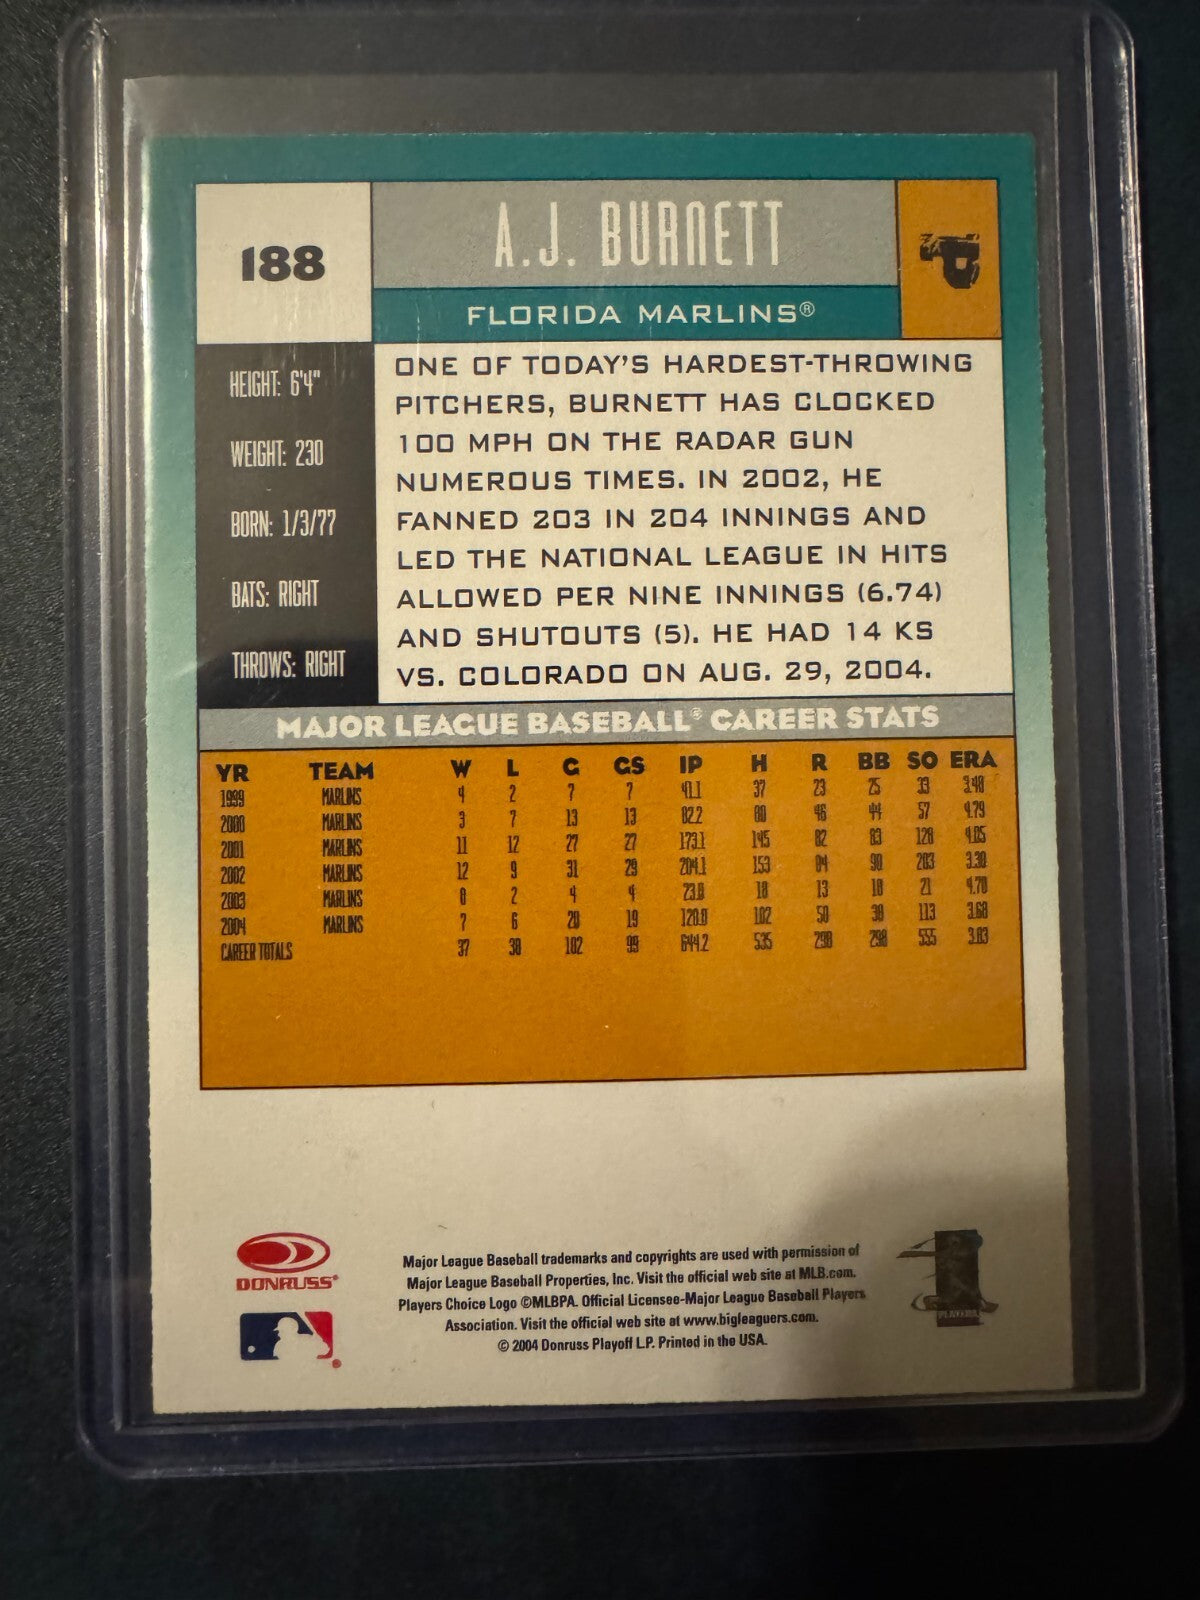 188
A.J. BURNETT
P
FLORIDA MARLINS®
HEIGHT: 6'4"
WEIGHT: 230
BORN: 1/3/77
BATS: RIGHT
THROWS: RIGHT
ONE OF TODAY'S HARDEST-THROWING
PITCHERS, BURNETT HAS CLOCKED
100 MPH ON THE RADAR GUN
NUMEROUS TIMES. IN 2002, HE
FANNED 203 IN 204 INNINGS AND
LED THE NATIONAL LEAGUE IN HITS
ALLOWED PER NINE INNINGS (6.74)
AND SHUTOUTS (5). HE HAD 14 KS
VS. COLORADO ON AUG. 29, 2004.
MAJOR LEAGUE BASEBALL® CAREER STATS
YR TEAM W L G GS IP H R BB SO ERA
1999 MARLINS 4 2 7 7 41.1 37 23 25 33 3.48
2000 MARLINS 3 7 13 13 82.2 80 46 44 57 4.79
2001 MARLINS 11 12 27 27 173.1 145 82 83 128 4.05
2002 MARLINS 12 9 31 29 204.1 153 84 90 203 3.30
2003 MARLINS 0 2 4 4 23.0 18 13 18 21 4.70
2004 MARLINS 7 6 20 19 120.0 102 50 38 113 3.68
CAREER TOTALS 37 38 102 99 644.2 535 298 298 555 3.83
DONRUSS®
Major League Baseball trademarks and copyrights are used with permission of
Major League Baseball Properties, Inc. Visit the official web site at MLB.com.
Players Choice Logo ©MLBPA. Official Licensee-Major League Baseball Players
Association. Visit the official web site at www.bigleaguers.com.
© 2004 Donruss Playoff L.P. Printed in the USA.
PLAYERS